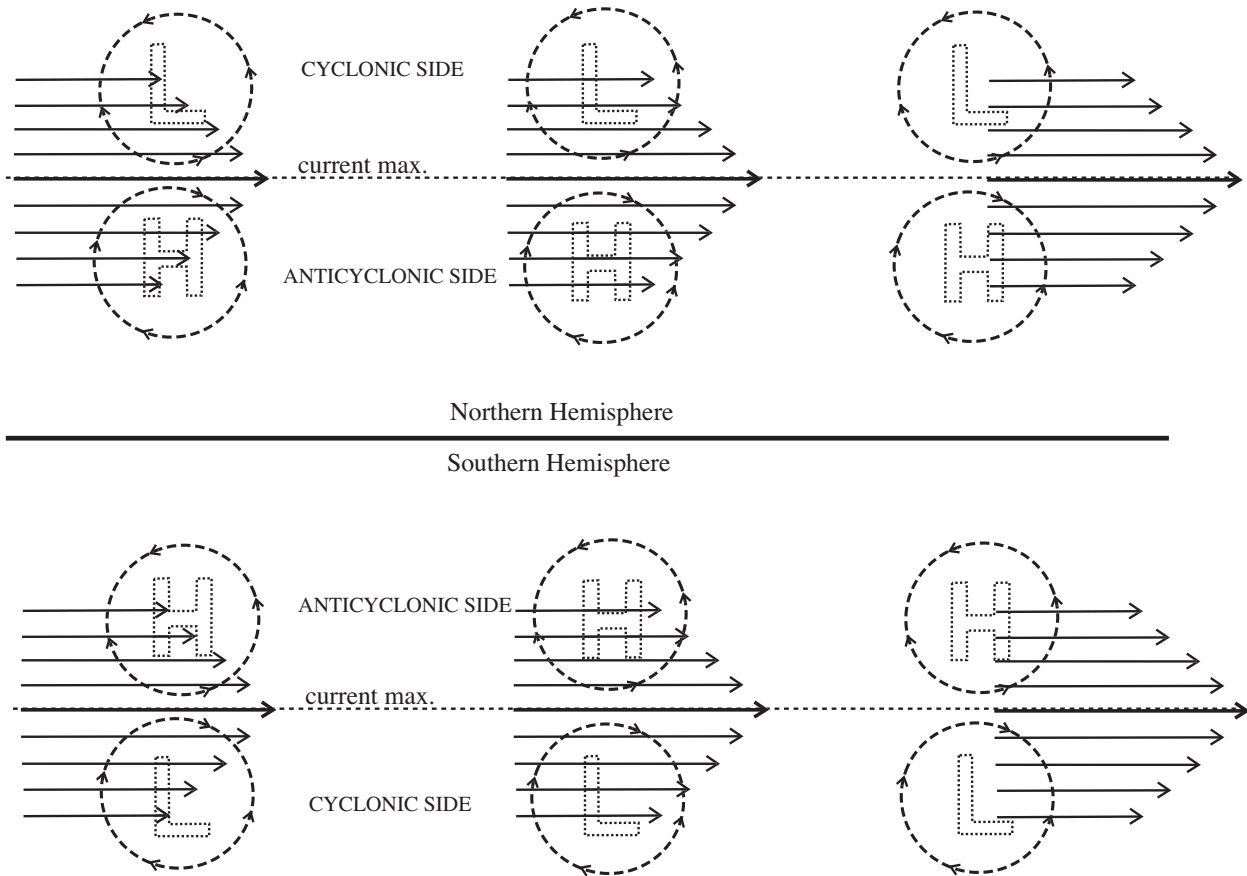 L L L
CYCLONIC SIDE
current max.
H H H
ANTICYCLONIC SIDE
Northern Hemisphere
Southern Hemisphere
H H H
ANTICYCLONIC SIDE
current max.
L L L
CYCLONIC SIDE